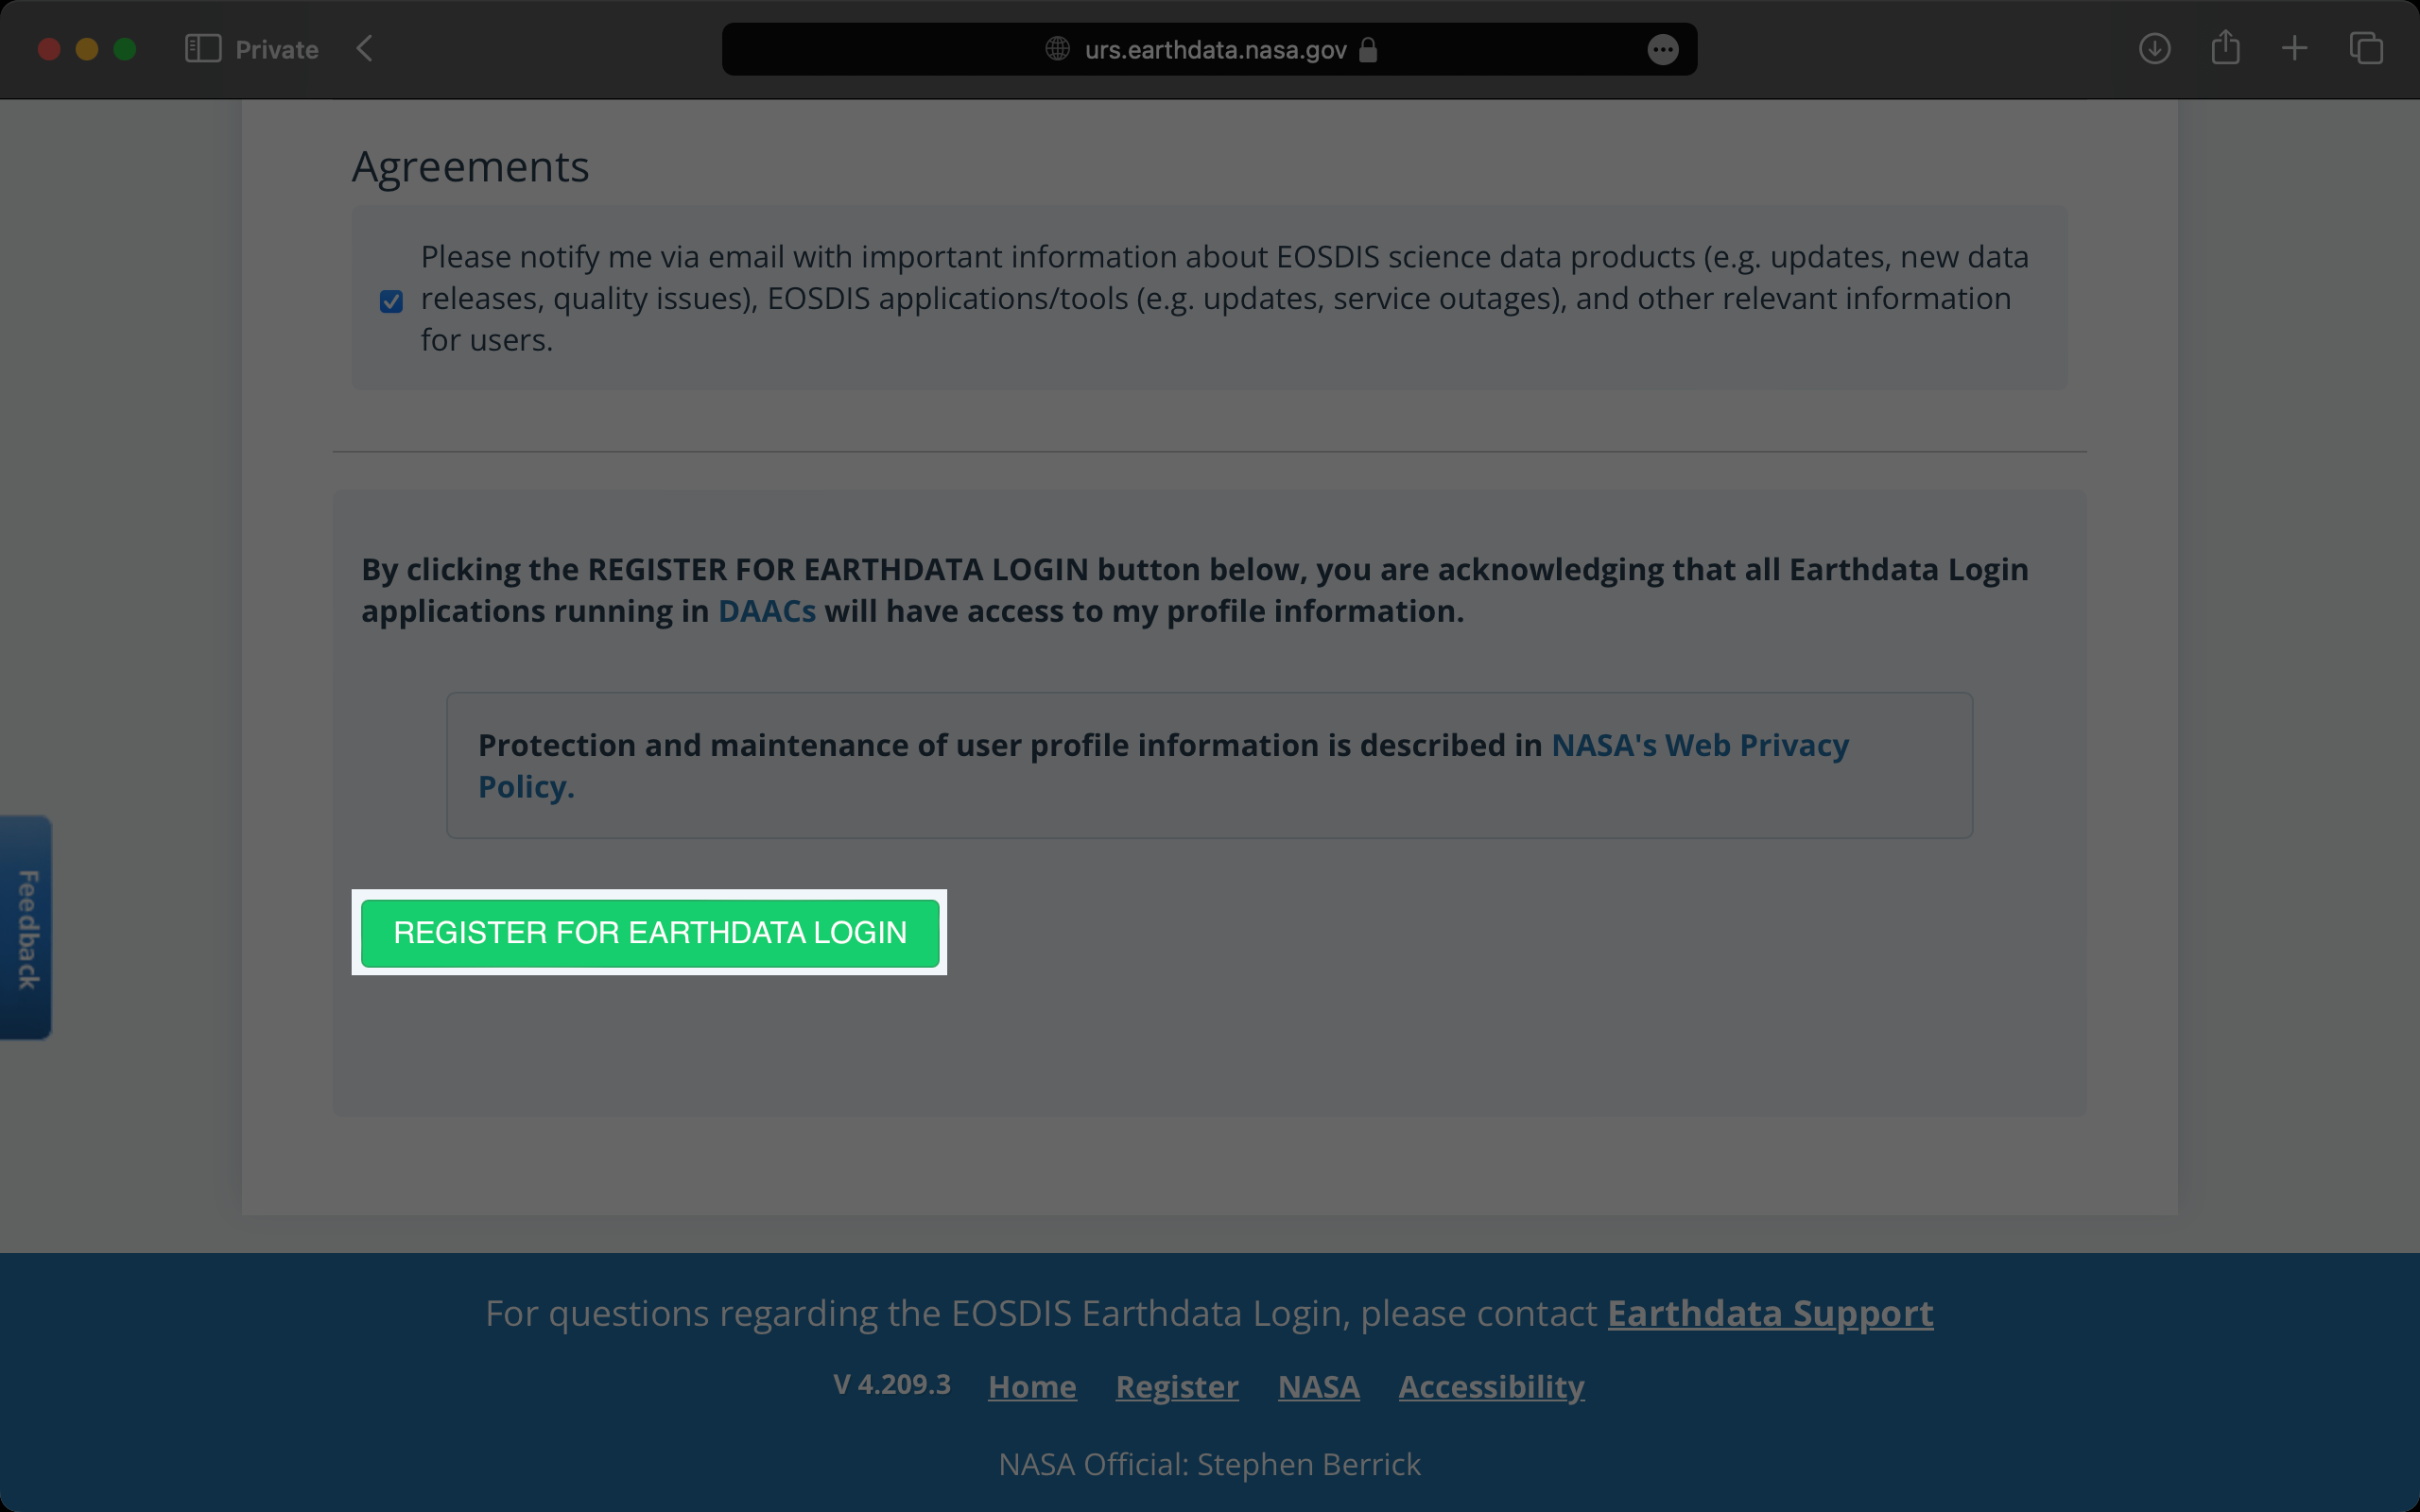 Private
urs.earthdata.nasa.gov
Agreements
Please notify me via email with important information about EOSDIS science data products (e.g. updates, new data
releases, quality issues), EOSDIS applications/tools (e.g. updates, service outages), and other relevant information
for users.
By clicking the REGISTER FOR EARTHDATA LOGIN button below, you are acknowledging that all Earthdata Login
applications running in DAACs will have access to my profile information.
Protection and maintenance of user profile information is described in NASA's Web Privacy
Policy.
Feedback
REGISTER FOR EARTHDATA LOGIN
For questions regarding the EOSDIS Earthdata Login, please contact Earthdata Support
V 4.209.3 Home Register NASA Accessibility
NASA Official: Stephen Berrick